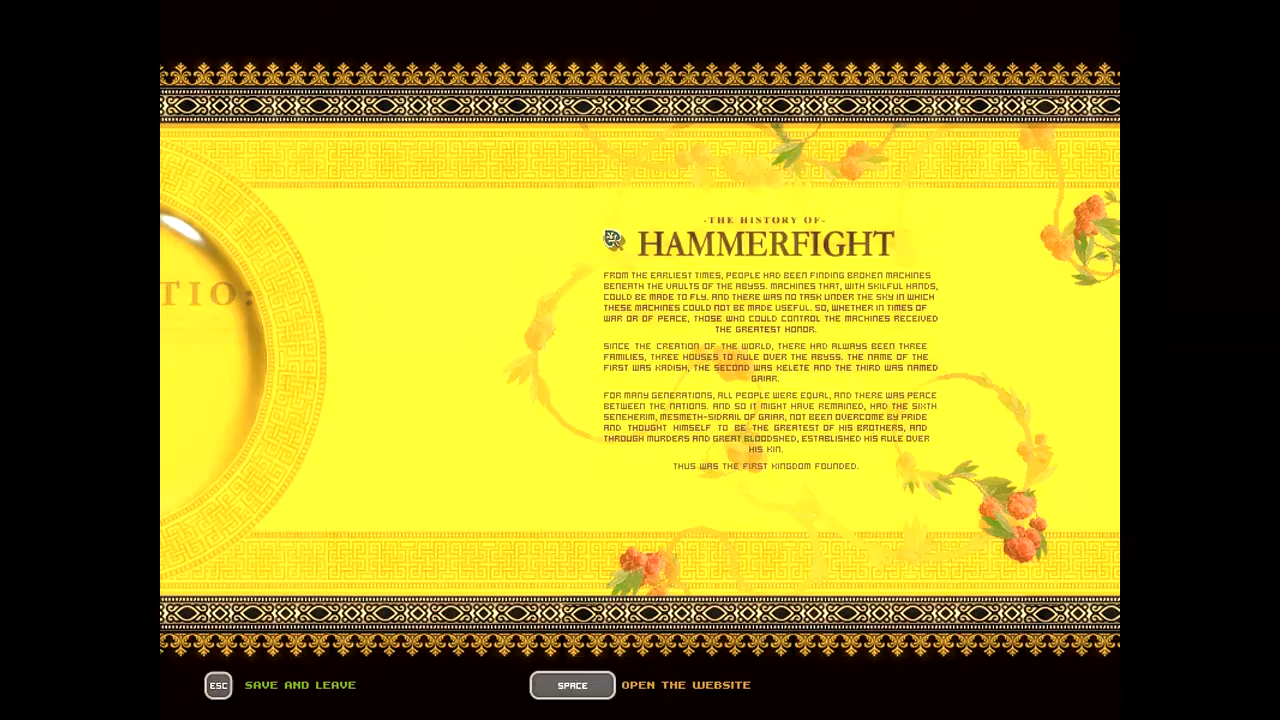 -THE HISTORY OF-
HAMMERFIGHT
FROM THE EARLIEST TIMES, PEOPLE HAD BEEN FINDING BROKEN MACHINES
BENEATH THE VAULTS OF THE ABYSS. MACHINES THAT, WITH SKILFUL HANDS,
COULD BE MADE TO FLY. AND THERE WAS NO TASK UNDER THE SKY IN WHICH
THESE MACHINES COULD NOT BE MADE USEFUL. SO, WHETHER IN TIMES OF
WAR OR OF PEACE, THOSE WHO COULD CONTROL THE MACHINES RECEIVED
THE GREATEST HONOR.
SINCE THE CREATION OF THE WORLD, THERE HAD ALWAYS BEEN THREE
FAMILIES, THREE HOUSES TO RULE OVER THE ABYSS. THE NAME OF THE
FIRST WAS KADISH, THE SECOND WAS KELETE AND THE THIRD WAS NAMED
GAIAR.
FOR MANY GENERATIONS, ALL PEOPLE WERE EQUAL, AND THERE WAS PEACE
BETWEEN THE NATIONS. AND SO IT MIGHT HAVE REMAINED, HAD THE SIXTH
SENEHERIM, MESMETH-SIDRAIL OF GAIAR, NOT BEEN OVERCOME BY PRIDE
AND THOUGHT HIMSELF TO BE THE GREATEST OF HIS BROTHERS, AND
THROUGH MURDERS AND GREAT BLOODSHED, ESTABLISHED HIS RULE OVER
HIS KIN.
THUS WAS THE FIRST KINGDOM FOUNDED.
TIO:
ESC SAVE AND LEAVE
SPACE OPEN THE WEBSITE